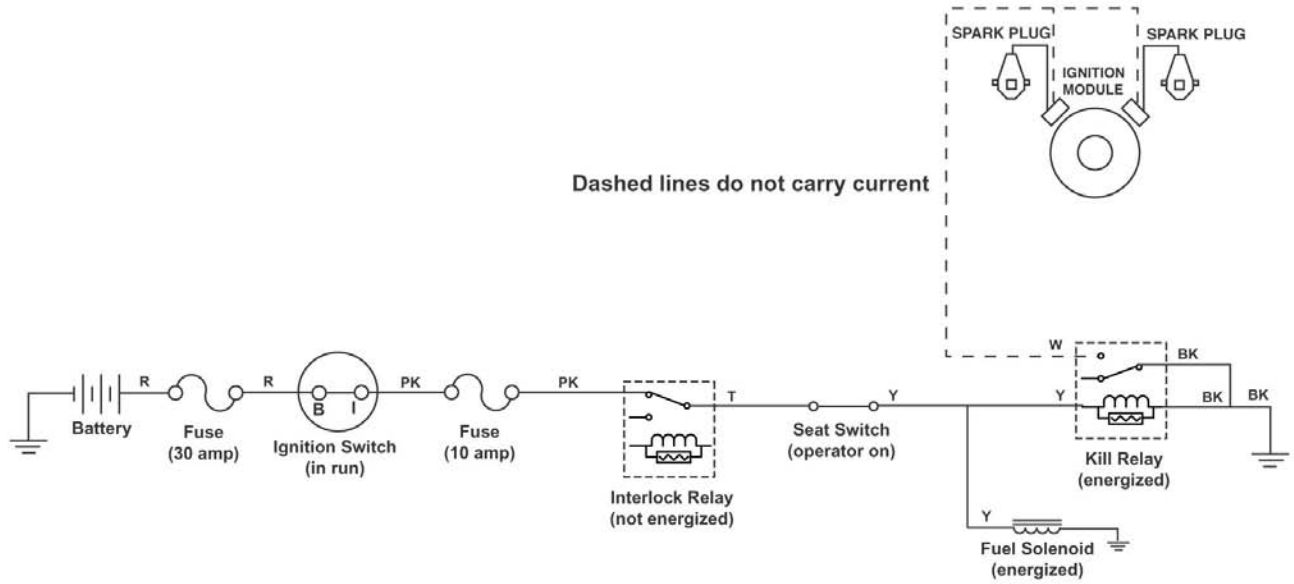 SPARK PLUG
SPARK PLUG
IGNITION
MODULE
Dashed lines do not carry current
W
BK
R
R
PK
PK
T
Y
Y
BK
BK
B
I
Battery
Fuse
(30 amp)
Ignition Switch
(in run)
Fuse
(10 amp)
Interlock Relay
(not energized)
Seat Switch
(operator on)
Kill Relay
(energized)
Y
Fuel Solenoid
(energized)